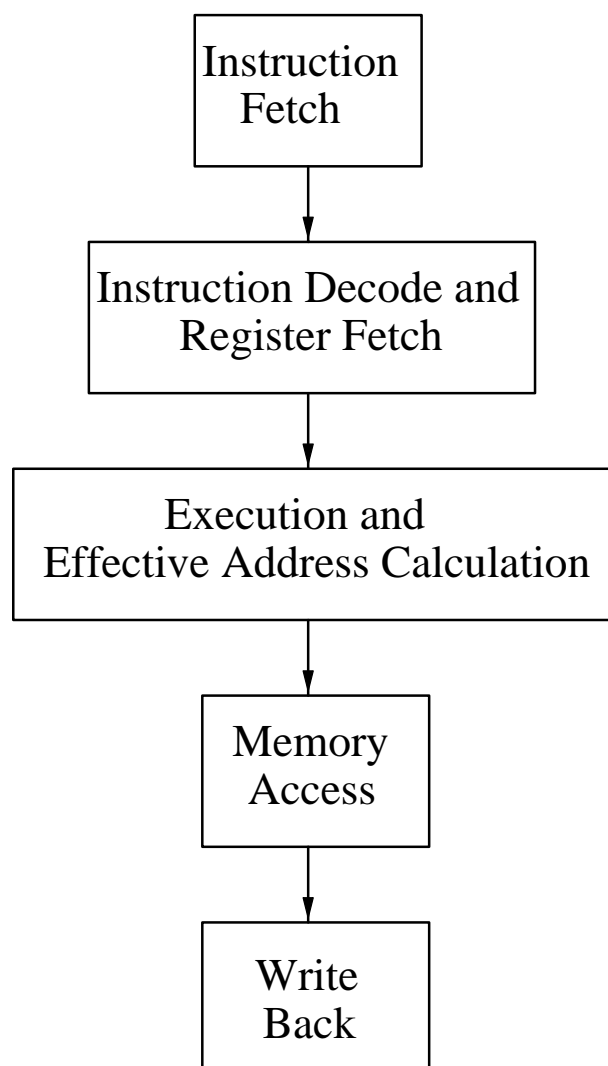 Instruction
Fetch
Instruction Decode and
Register Fetch
Execution and
Effective Address Calculation
Memory
Access
Write
Back